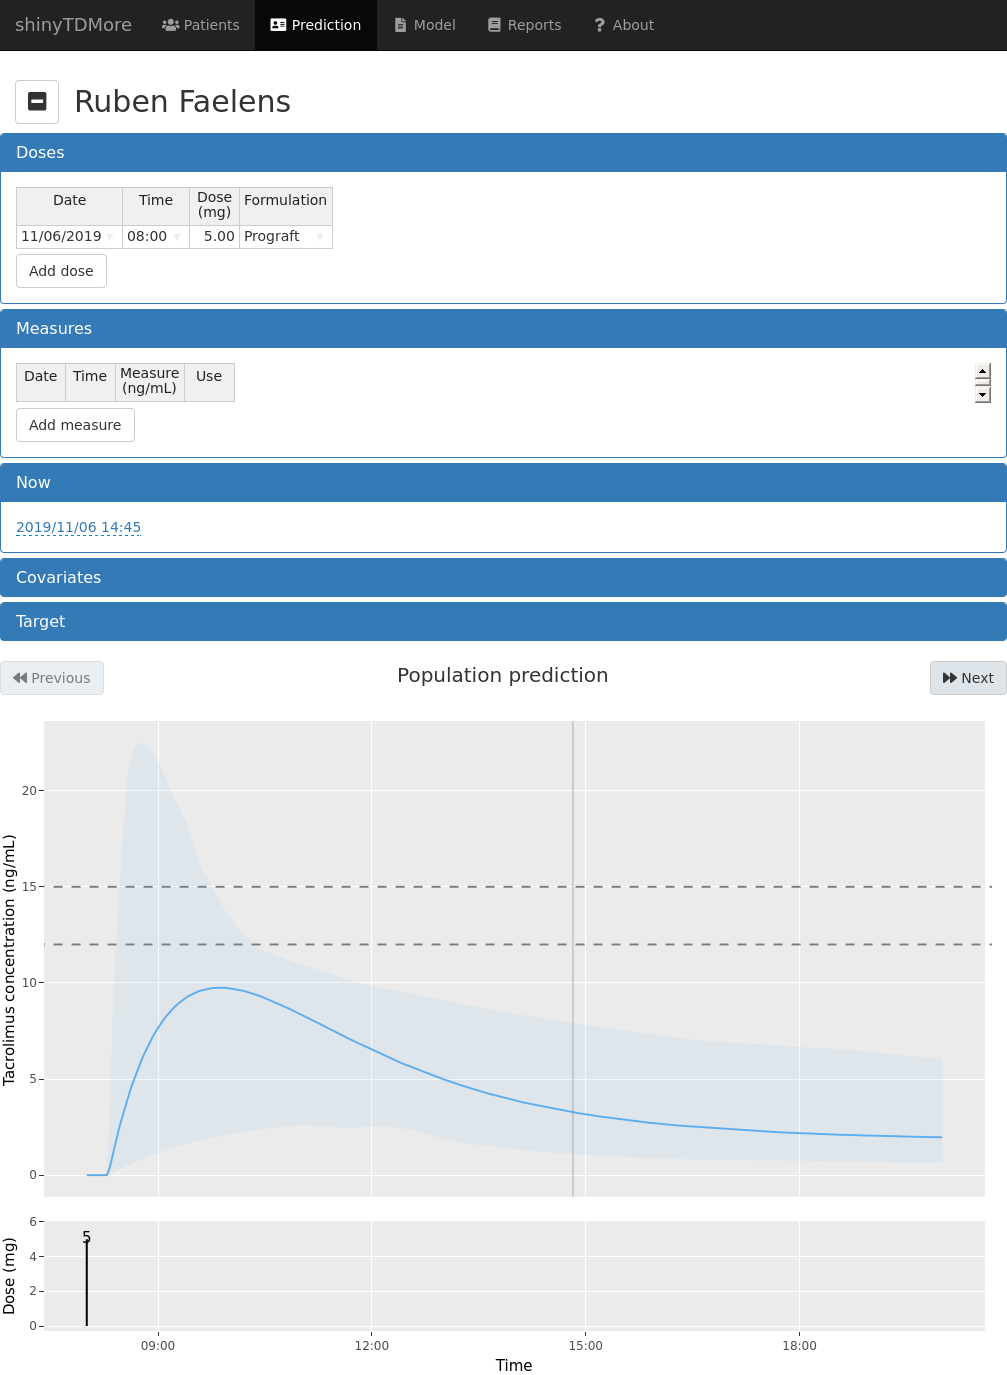 shinyTDMore Patients Prediction Model Reports About
Ruben Faelens
Doses
Date Time Dose (mg) Formulation
11/06/2019 08:00 5.00 Prograft
Add dose
Measures
Date Time Measure (ng/mL) Use
Add measure
Now
2019/11/06 14:45
Covariates
Target
Previous Population prediction Next
Tacrolimus concentration (ng/mL)
20
15
10
5
0
Dose (mg)
6
4
2
0
5
09:00 12:00 15:00 18:00
Time